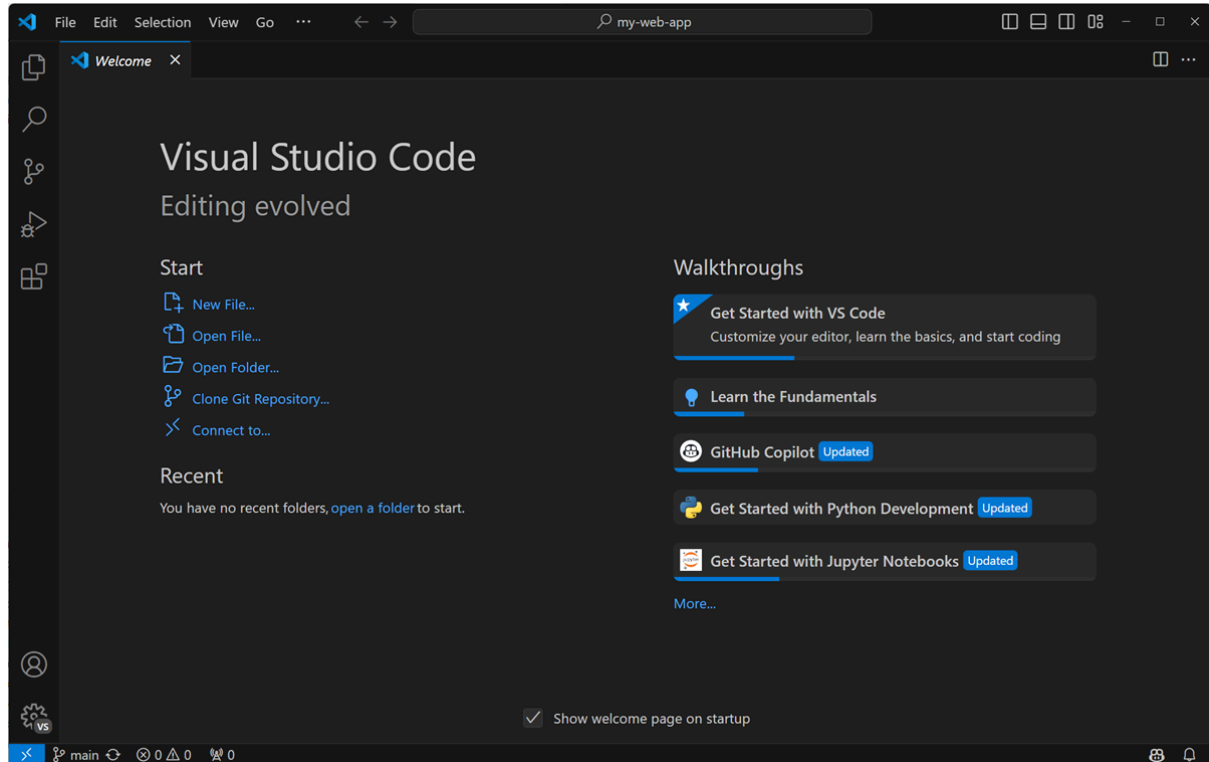 File Edit Selection View Go ··· my-web-app
Welcome
Visual Studio Code
Editing evolved
Start
New File...
Open File...
Open Folder...
Clone Git Repository...
Connect to...
Recent
You have no recent folders, open a folder to start.
Walkthroughs
Get Started with VS Code
Customize your editor, learn the basics, and start coding
Learn the Fundamentals
GitHub Copilot Updated
Get Started with Python Development Updated
Get Started with Jupyter Notebooks Updated
More...
Show welcome page on startup
VS
main 0 0 0